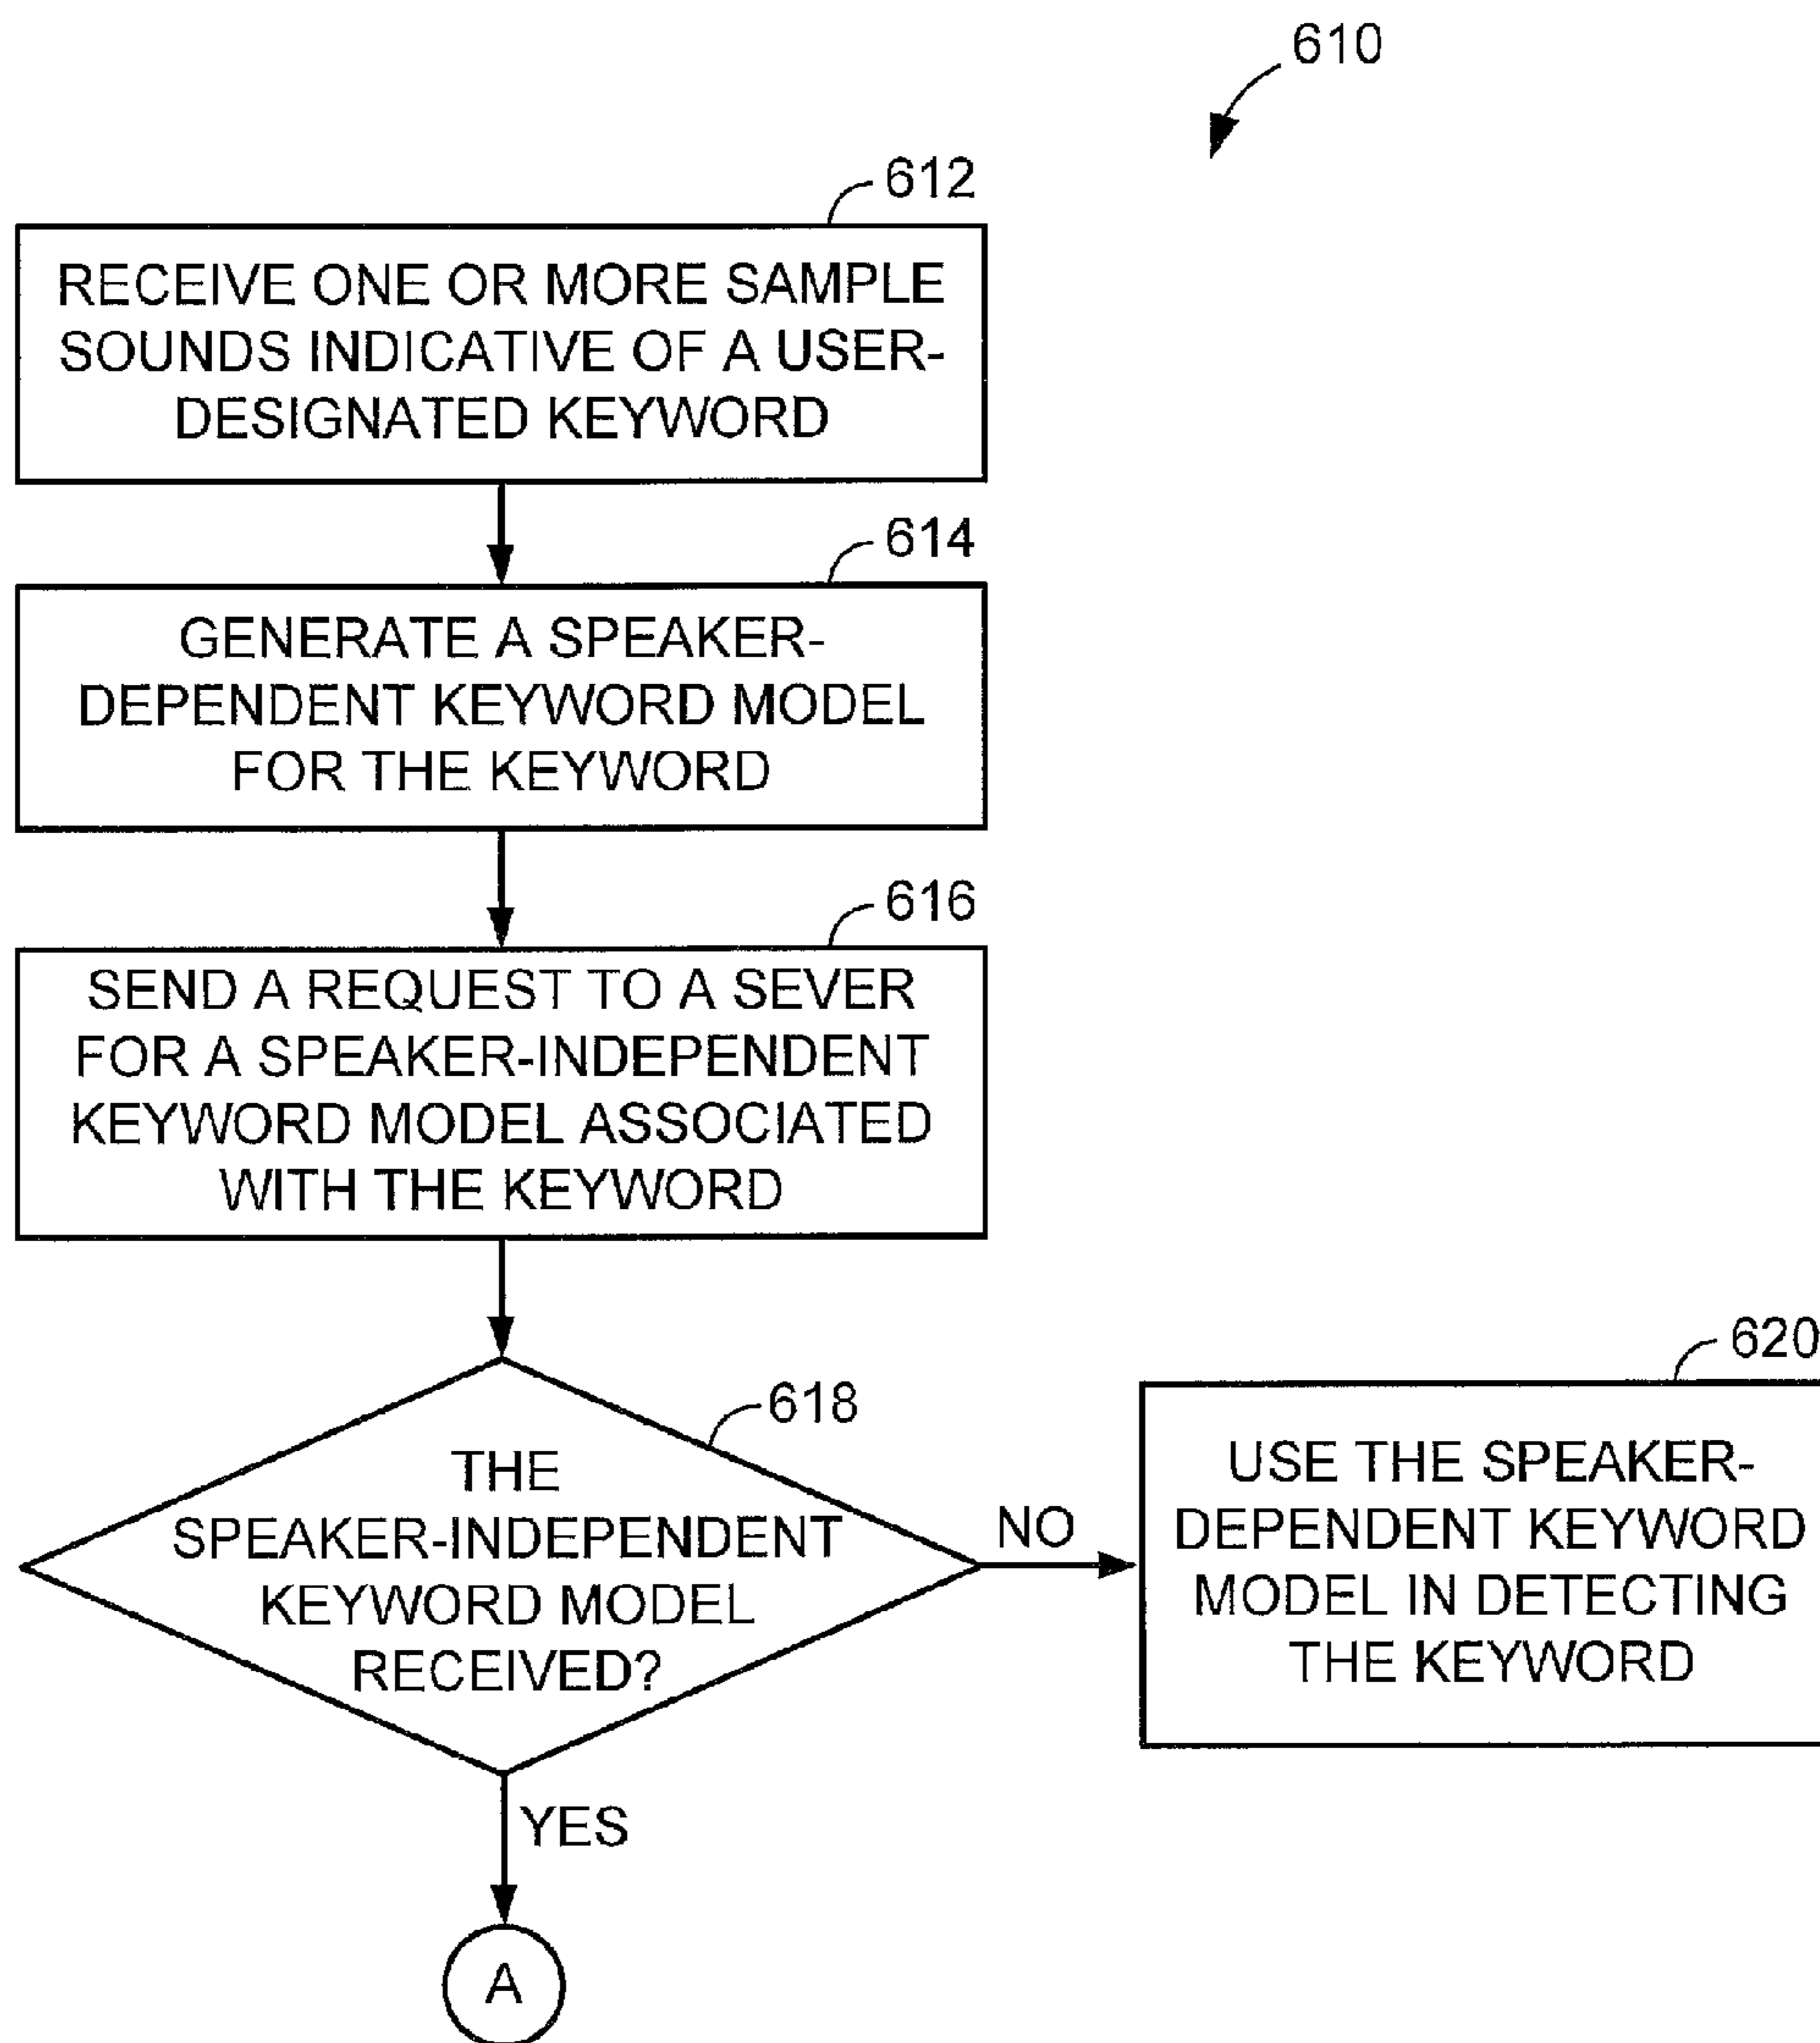 610
612
RECEIVE ONE OR MORE SAMPLE
SOUNDS INDICATIVE OF A USER-
DESIGNATED KEYWORD
614
GENERATE A SPEAKER-
DEPENDENT KEYWORD MODEL
FOR THE KEYWORD
616
SEND A REQUEST TO A SEVER
FOR A SPEAKER-INDEPENDENT
KEYWORD MODEL ASSOCIATED
WITH THE KEYWORD
618
THE
SPEAKER-INDEPENDENT
KEYWORD MODEL
RECEIVED?
NO
620
USE THE SPEAKER-
DEPENDENT KEYWORD
MODEL IN DETECTING
THE KEYWORD
YES
A